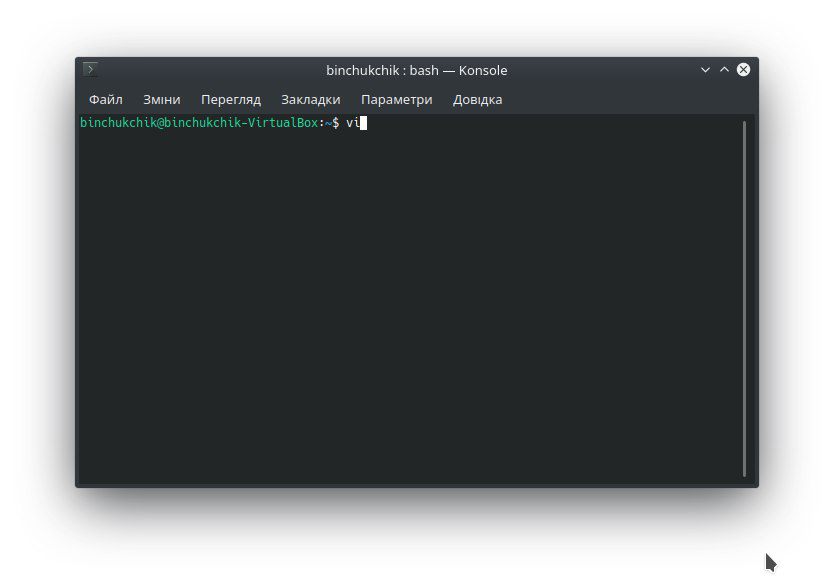 binchukchik : bash — Konsole
Файл Зміни Перегляд Закладки Параметри Довідка
binchukchik@binchukchik-VirtualBox:~$ vi